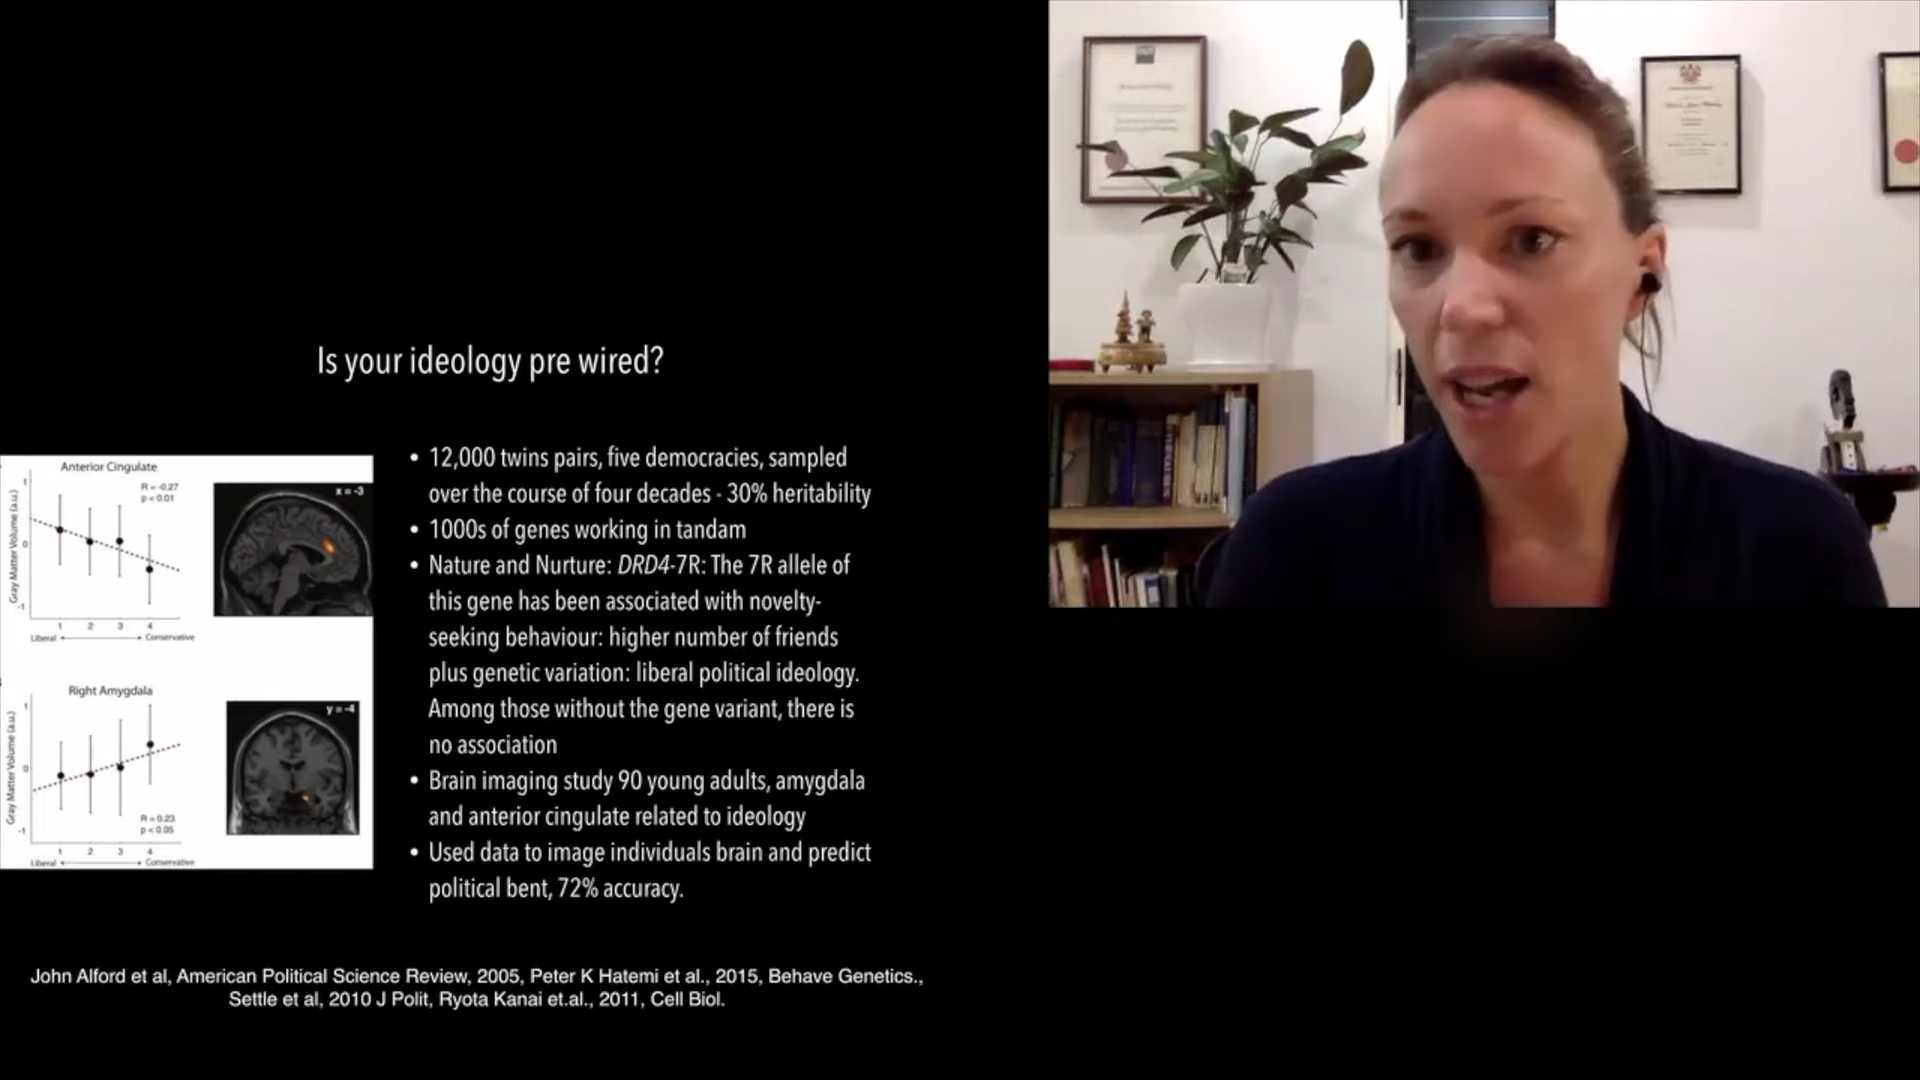 Is your ideology pre wired?
Anterior Cingulate
R = -0.27
p < 0.01
Gray Matter Volume (a.u.)
1
0
-1
1 2 3 4
Liberal Conservative
x = -3
Right Amygdala
R = 0.23
p < 0.05
Gray Matter Volume (a.u.)
1
0
-1
1 2 3 4
Liberal Conservative
y = -4
• 12,000 twins pairs, five democracies, sampled
over the course of four decades - 30% heritability
• 1000s of genes working in tandam
• Nature and Nurture: DRD4-7R: The 7R allele of
this gene has been associated with novelty-
seeking behaviour: higher number of friends
plus genetic variation: liberal political ideology.
Among those without the gene variant, there is
no association
• Brain imaging study 90 young adults, amygdala
and anterior cingulate related to ideology
• Used data to image individuals brain and predict
political bent, 72% accuracy.
John Alford et al, American Political Science Review, 2005, Peter K Hatemi et al., 2015, Behave Genetics.,
Settle et al, 2010 J Polit, Ryota Kanai et.al., 2011, Cell Biol.